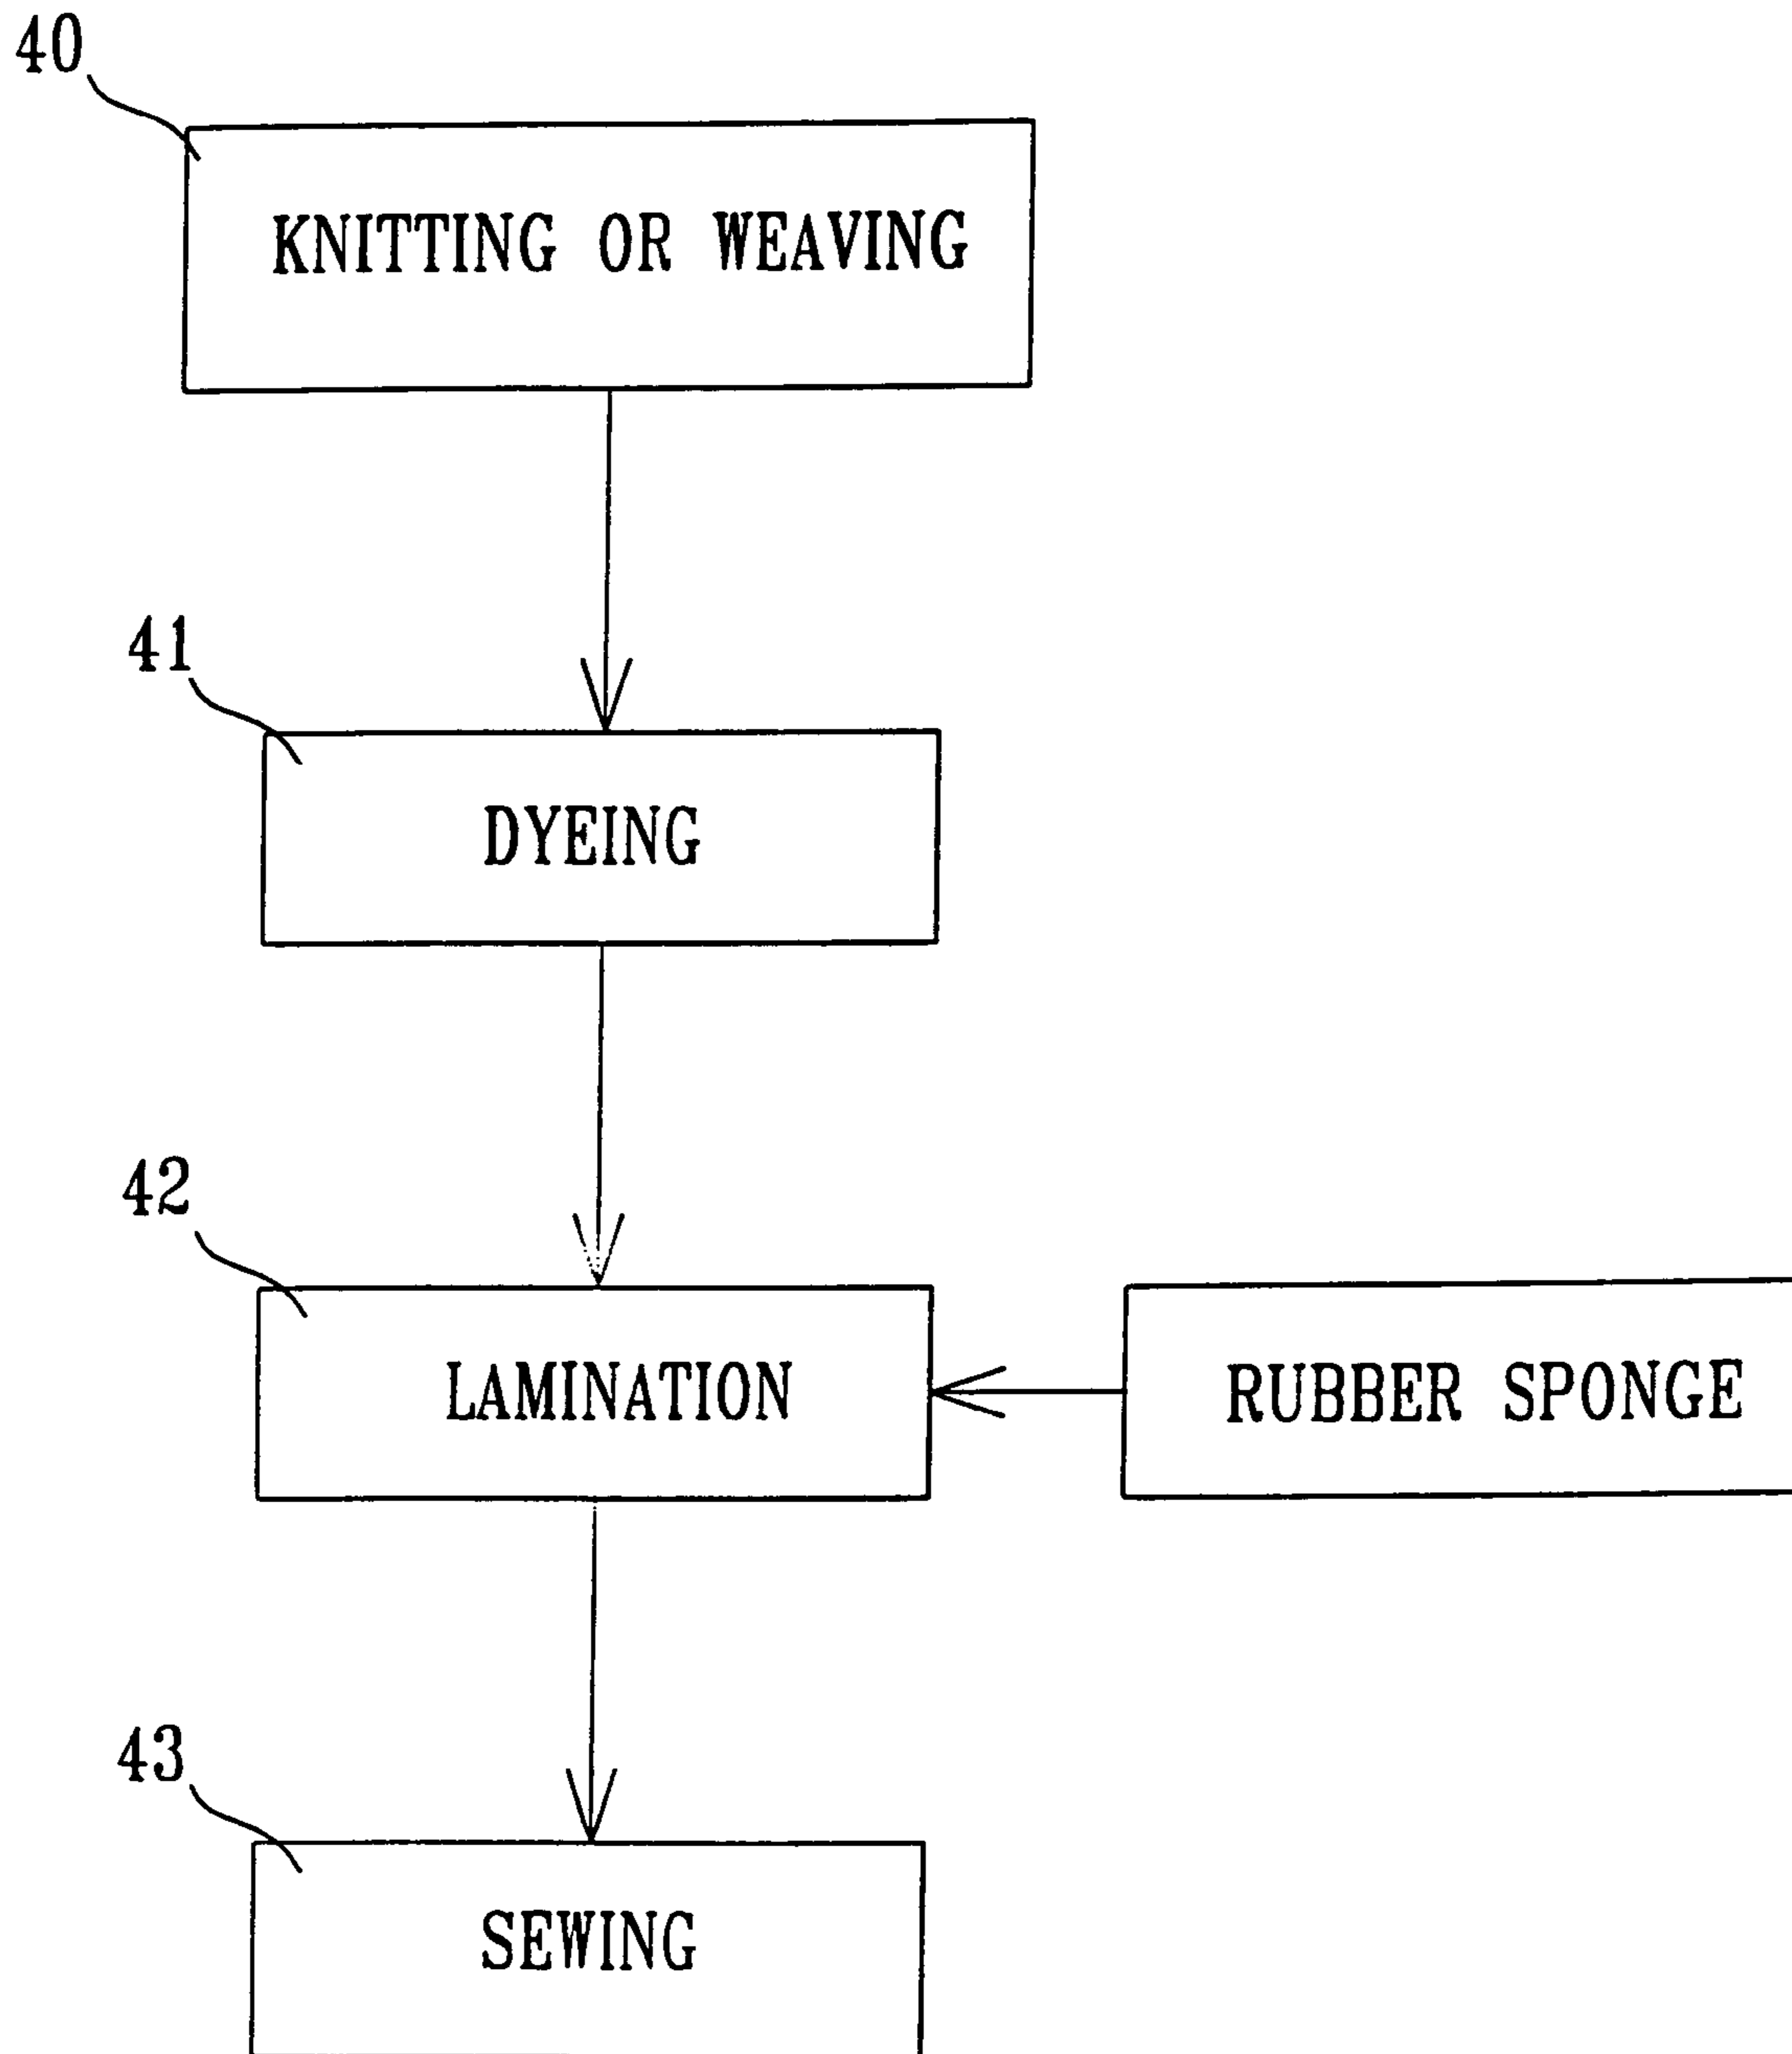 40
KNITTING OR WEAVING
41
DYEING
42
LAMINATION
RUBBER SPONGE
43
SEWING